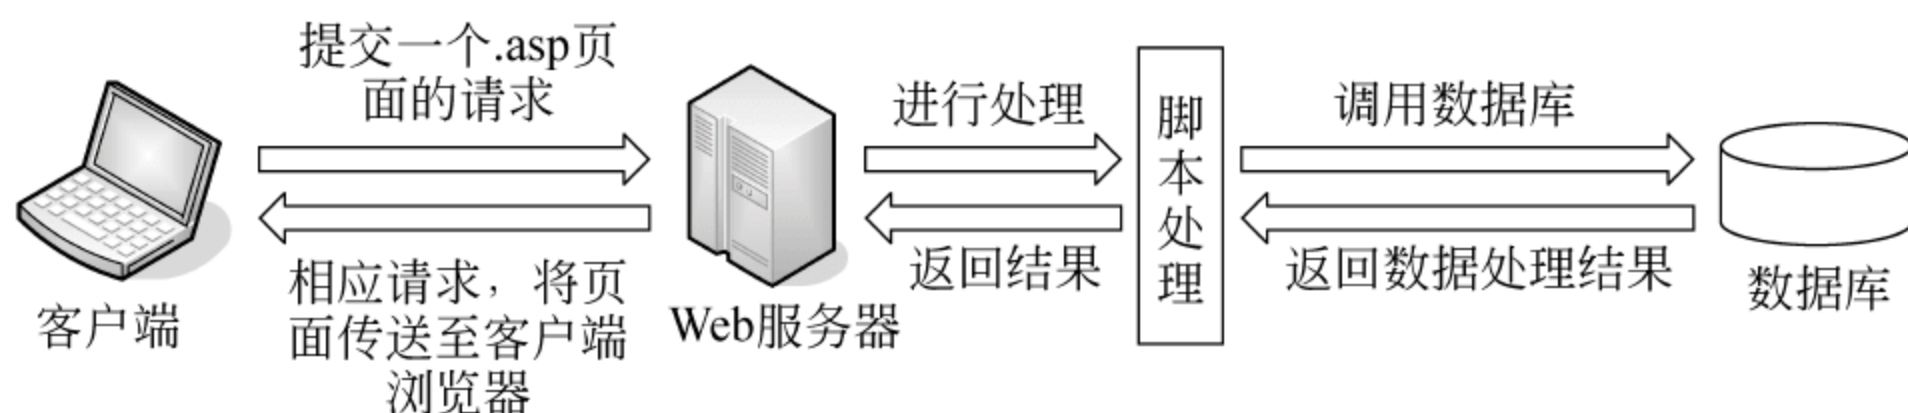 提交一个.asp页
面的请求
相应请求，将页
面传送至客户端
浏览器
客户端
Web服务器
进行处理
返回结果
脚
本
处
理
调用数据库
返回数据处理结果
数据库